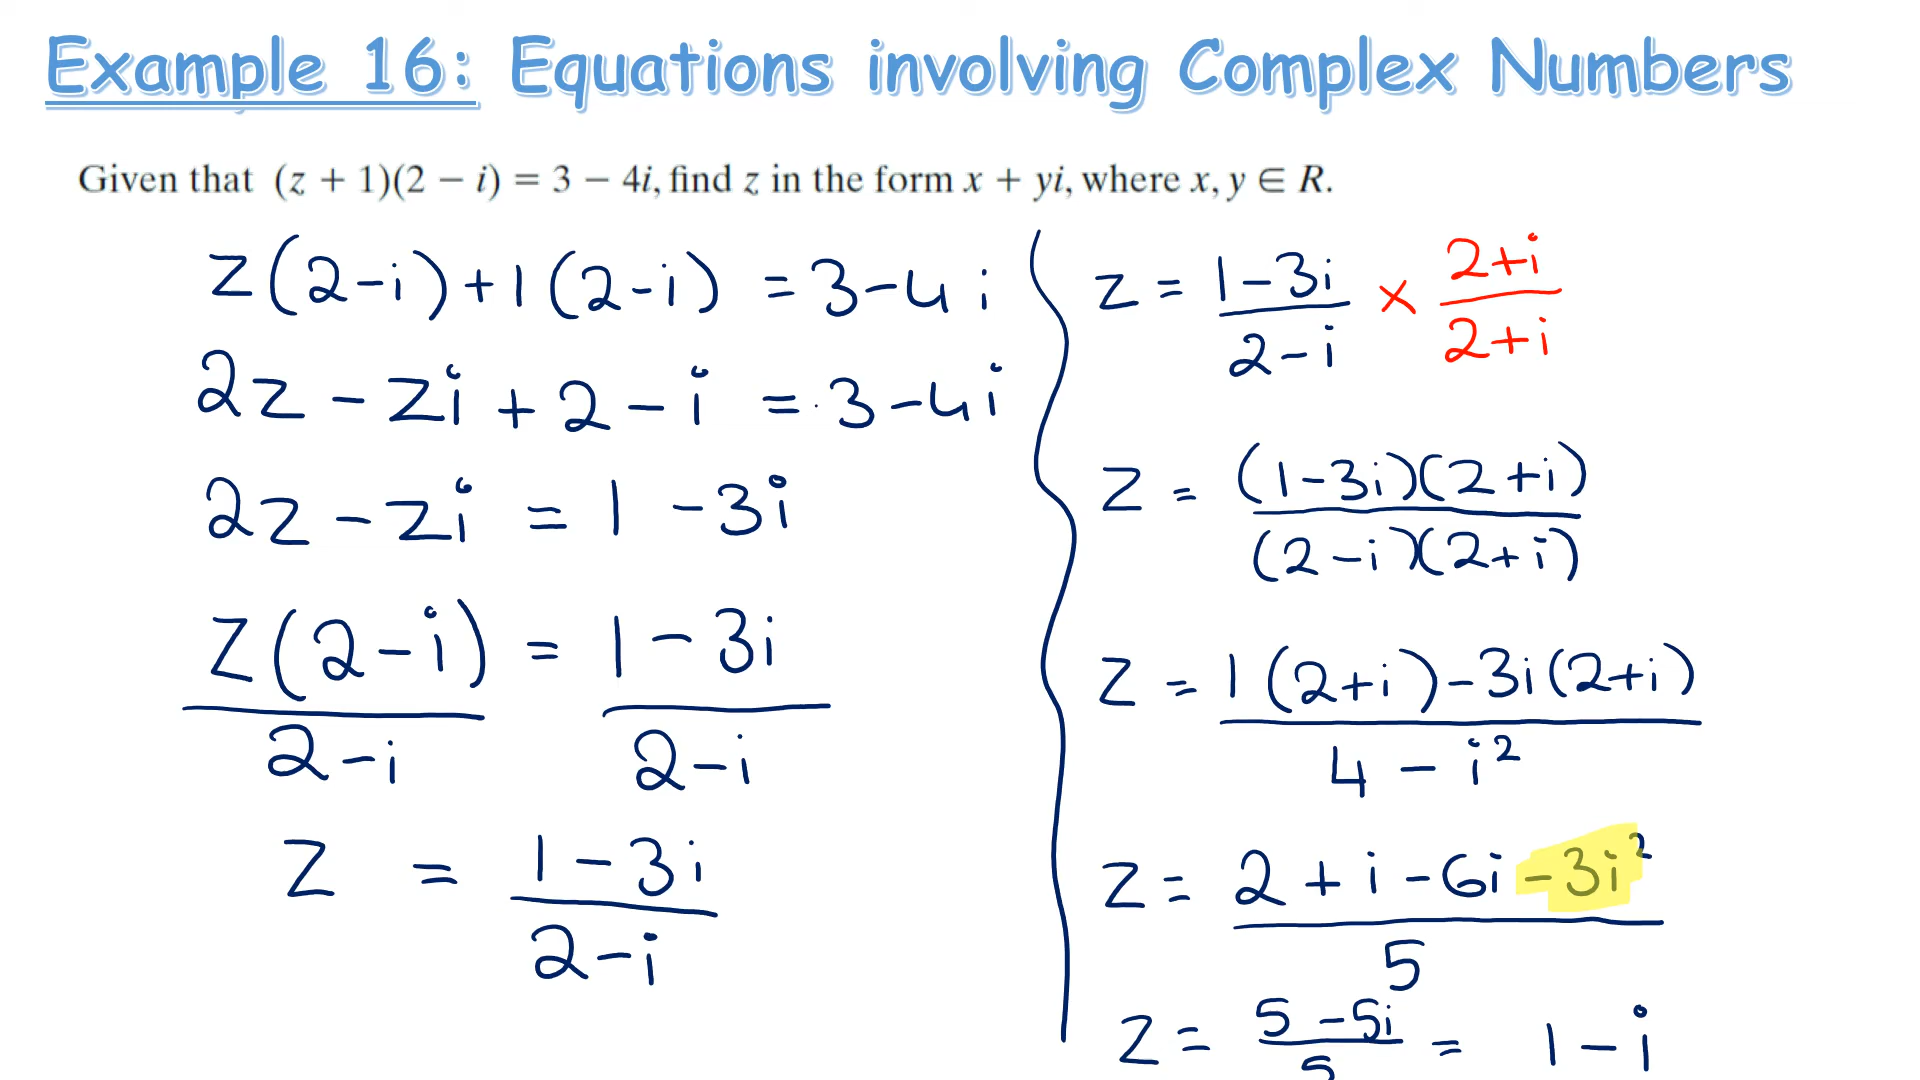 Example 16: Equations involving Complex Numbers
Given that (z + 1)(2 − i) = 3 − 4i, find z in the form x + yi, where x, y ∈ R.
z(2-i)+1(2-i) = 3-4i
2z - zi + 2 - i = 3-4i
2z - zi = 1 - 3i
z(2-i) = 1 - 3i
2-i 2-i
z = 1 - 3i
2-i
z = 1-3i × 2+i
2-i 2+i
z = (1-3i)(2+i)
(2-i)(2+i)
z = 1(2+i)-3i(2+i)
4 - i²
z = 2 + i - 6i - 3i²
5
z = 5 - 5i = 1 - i
5